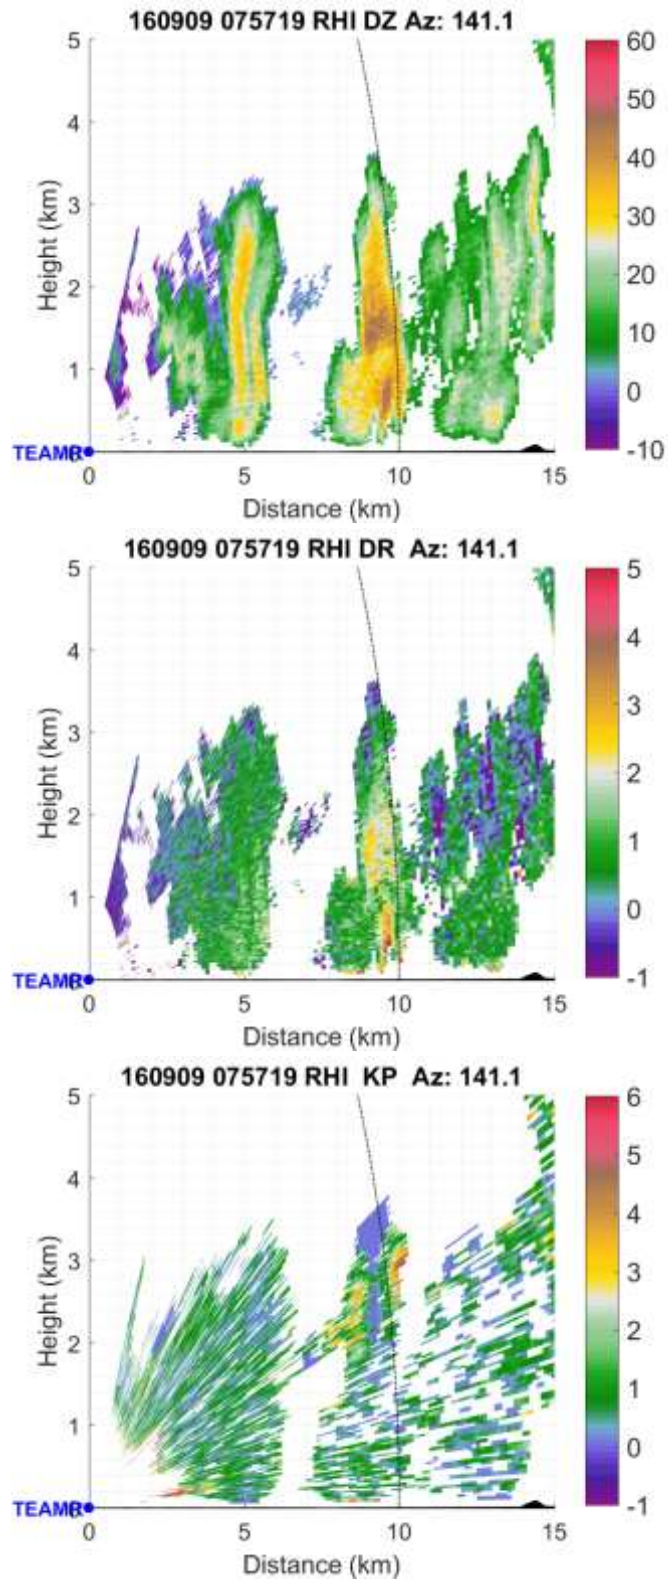 160909 075719 RHI DZ Az: 141.1
5
4
3
2
1
0
Height (km)
TEAMR
0 5 10 15
Distance (km)
60
50
40
30
20
10
0
-10
160909 075719 RHI DR Az: 141.1
5
4
3
2
1
0
Height (km)
TEAMR
0 5 10 15
Distance (km)
5
4
3
2
1
0
-1
160909 075719 RHI KP Az: 141.1
5
4
3
2
1
0
Height (km)
TEAMR
0 5 10 15
Distance (km)
6
5
4
3
2
1
0
-1